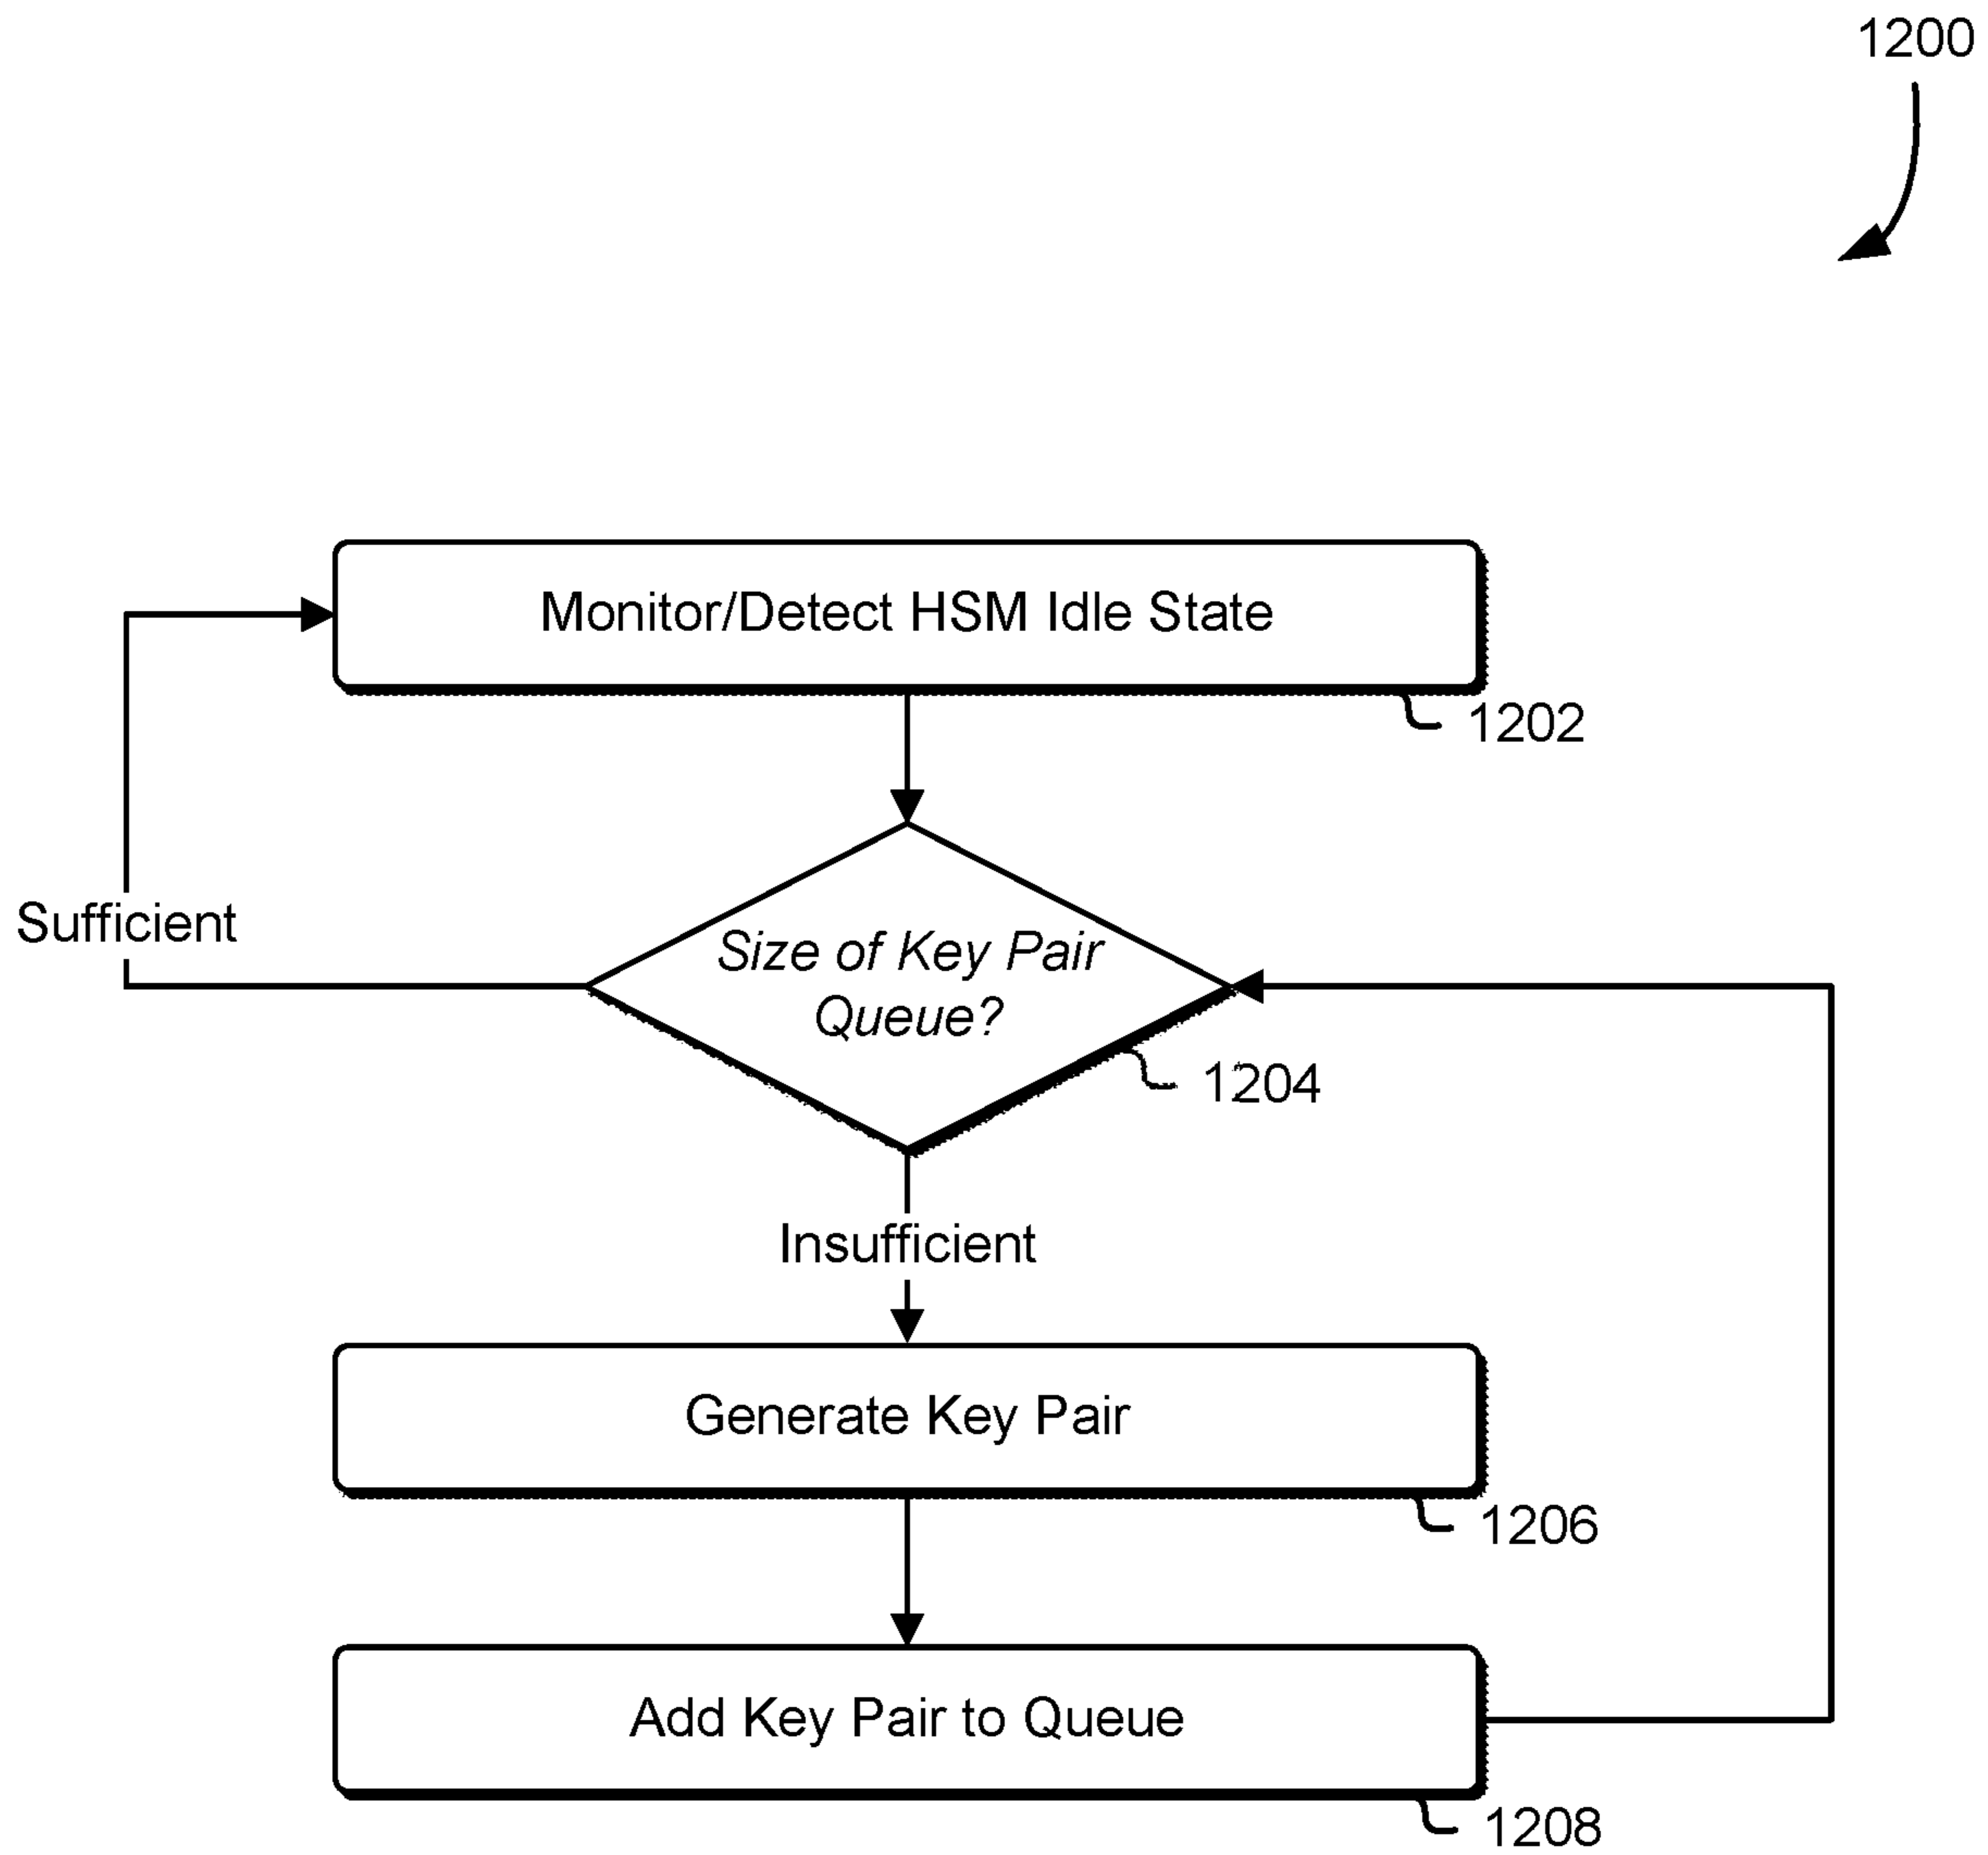 1200
Monitor/Detect HSM Idle State
1202
Sufficient
Size of Key Pair
Queue?
1204
Insufficient
Generate Key Pair
1206
Add Key Pair to Queue
1208